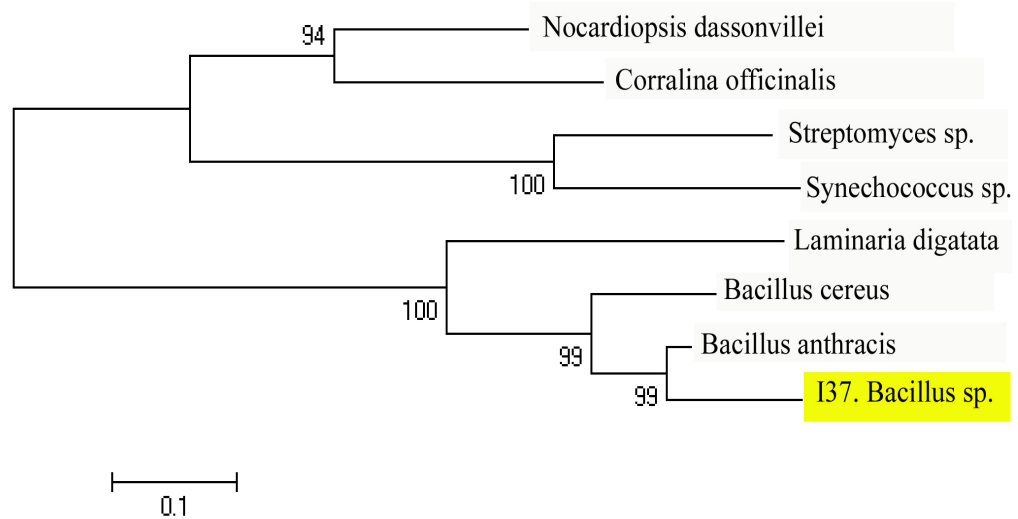 94
Nocardiopsis dassonvillei
Corralina officinalis
Streptomyces sp.
100
Synechococcus sp.
Laminaria digatata
100
Bacillus cereus
99
Bacillus anthracis
99
I37. Bacillus sp.
0.1